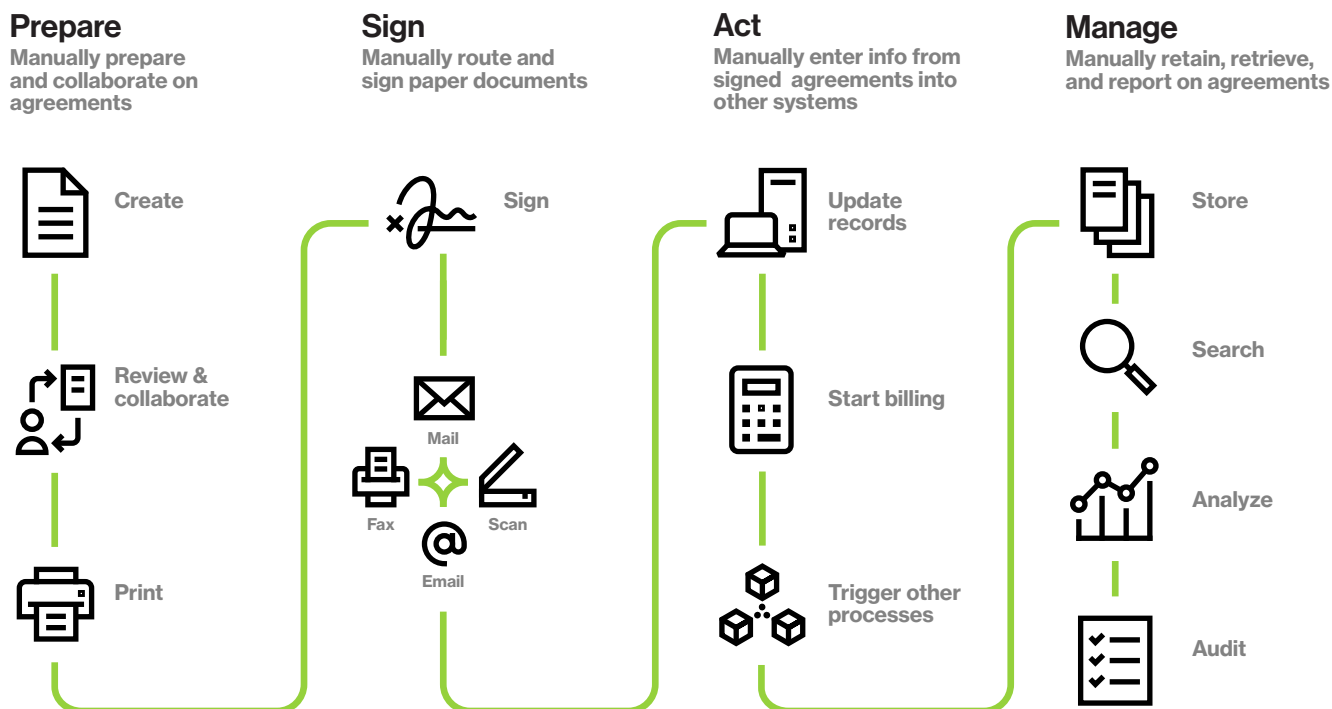 Prepare
Manually prepare
and collaborate on
agreements
Create
Review &
collaborate
Print
Sign
Manually route and
sign paper documents
Sign
Mail
Fax
Scan
Email
Act
Manually enter info from
signed agreements into
other systems
Update
records
Start billing
Trigger other
processes
Manage
Manually retain, retrieve,
and report on agreements
Store
Search
Analyze
Audit